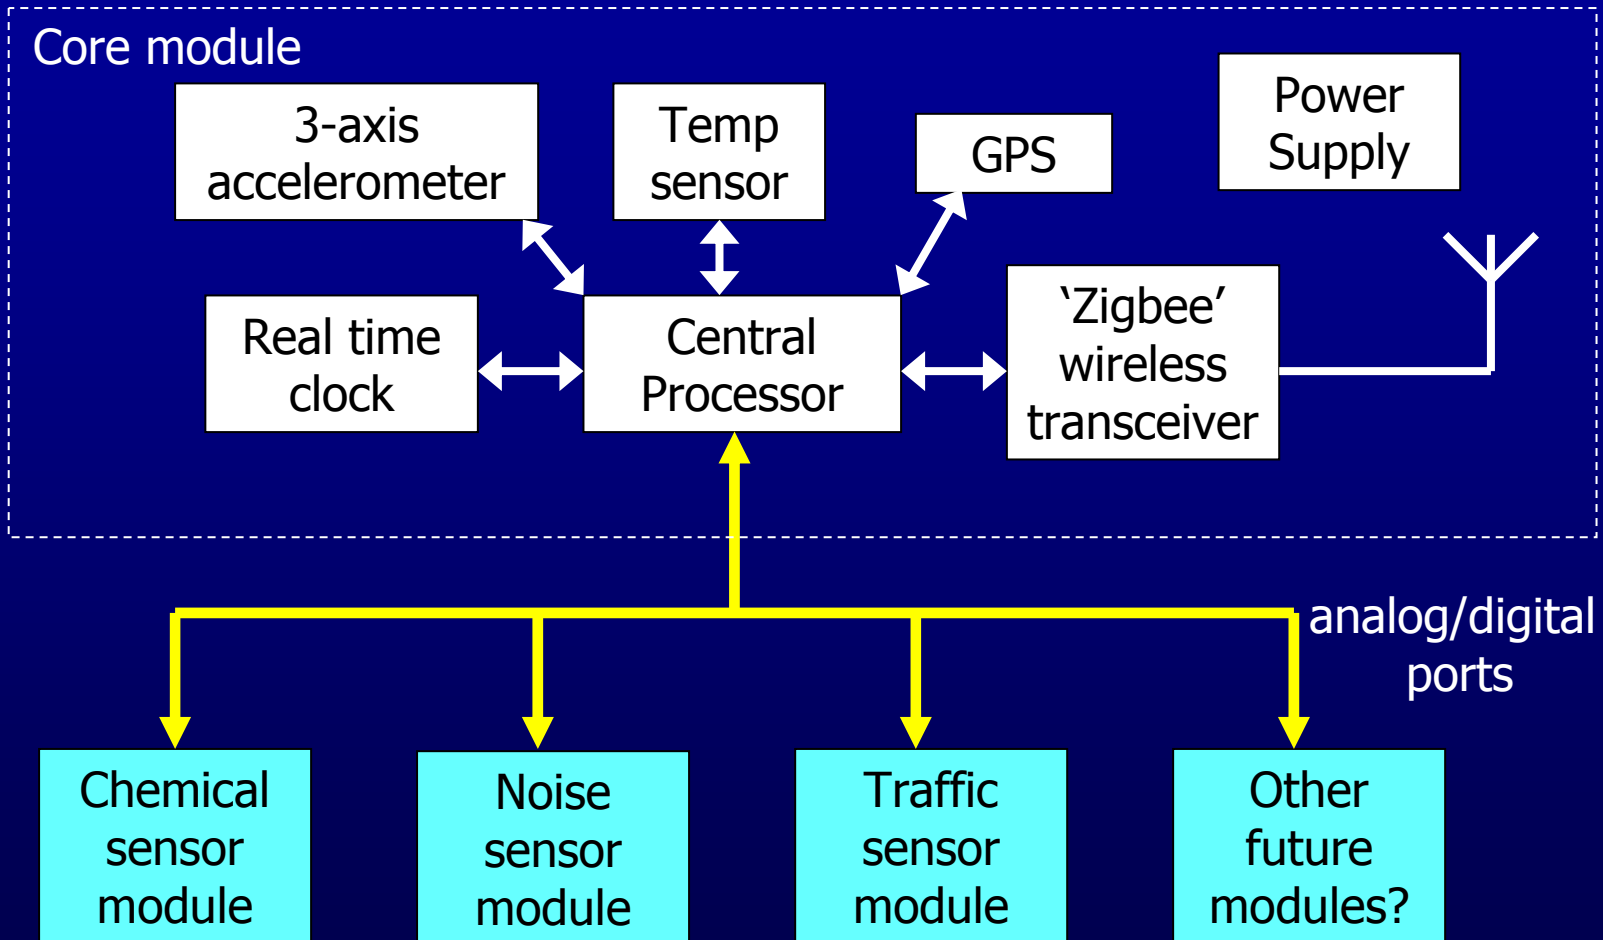 Core module
3-axis
accelerometer
Temp
sensor
GPS
Power
Supply
Real time
clock
Central
Processor
‘Zigbee’
wireless
transceiver
analog/digital
ports
Chemical
sensor
module
Noise
sensor
module
Traffic
sensor
module
Other
future
modules?